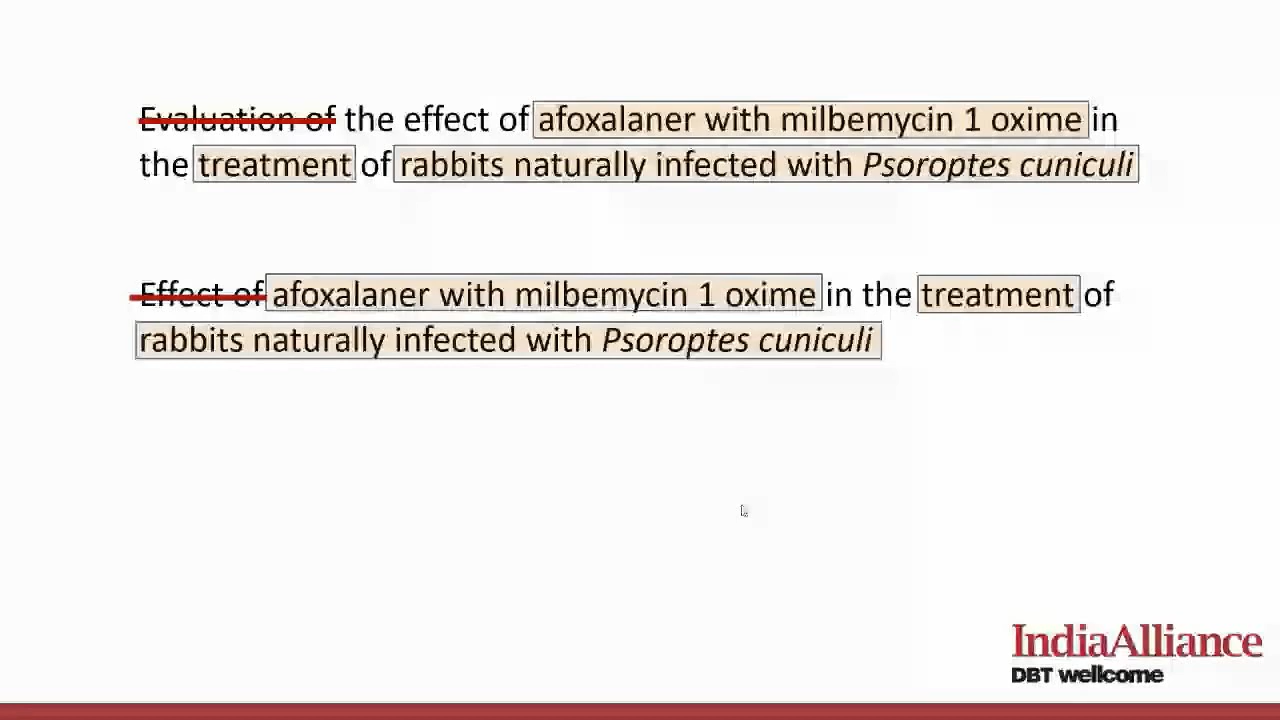 Evaluation of the effect of afoxalaner with milbemycin 1 oxime in
the treatment of rabbits naturally infected with Psoroptes cuniculi
Effect of afoxalaner with milbemycin 1 oxime in the treatment of
rabbits naturally infected with Psoroptes cuniculi
IndiaAlliance
DBT wellcome